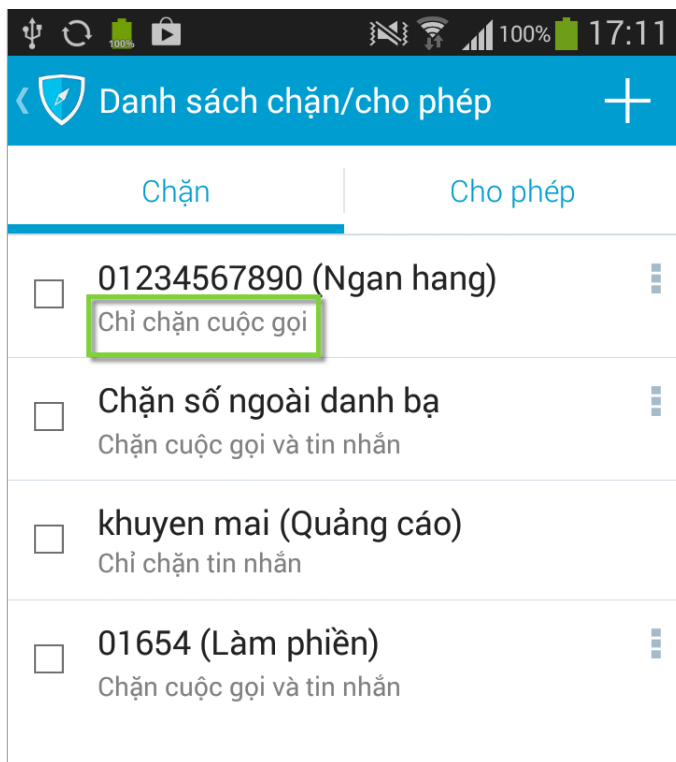 100% 100% 17:11
Danh sách chặn/cho phép
Chặn Cho phép
01234567890 (Ngan hang)
Chỉ chặn cuộc gọi
Chặn số ngoài danh bạ
Chặn cuộc gọi và tin nhắn
khuyen mai (Quảng cáo)
Chỉ chặn tin nhắn
01654 (Làm phiền)
Chặn cuộc gọi và tin nhắn